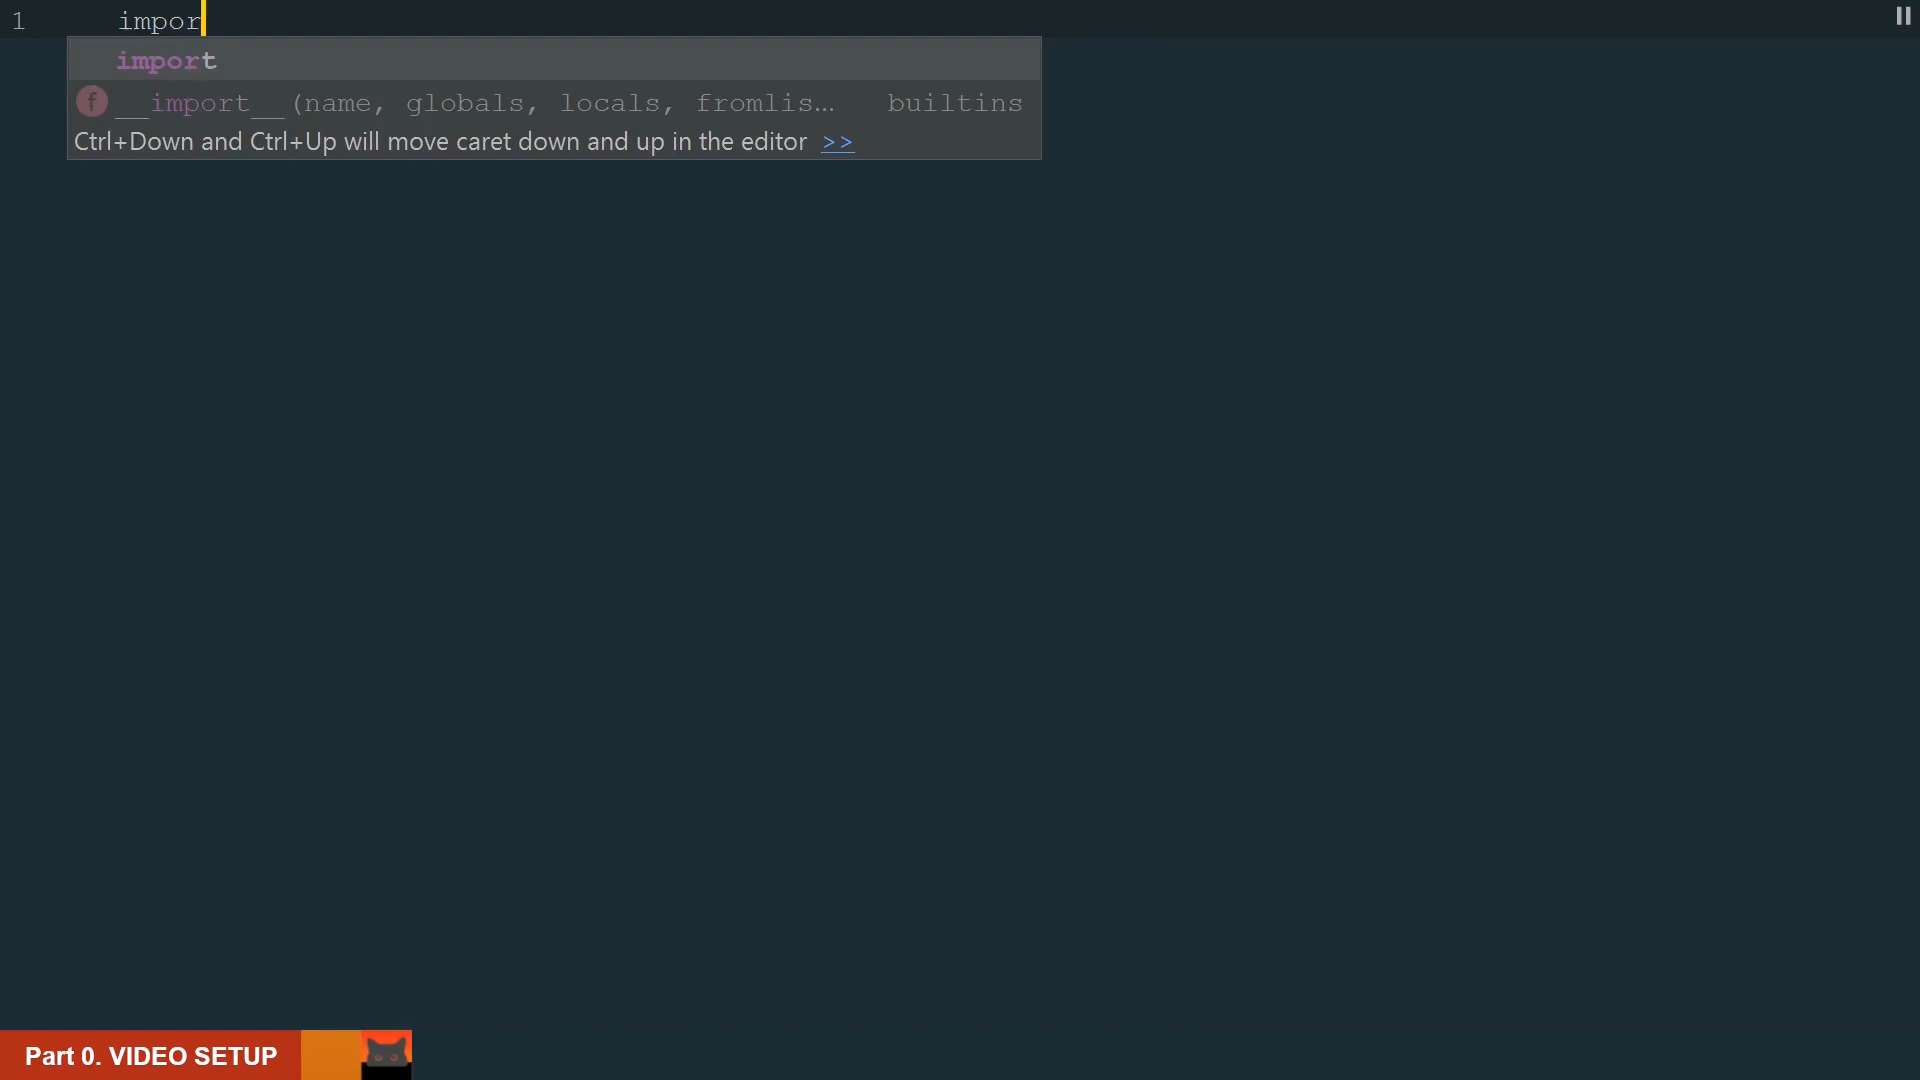 1 impor
import
f __import__(name, globals, locals, fromlis… builtins
Ctrl+Down and Ctrl+Up will move caret down and up in the editor >>
Part 0. VIDEO SETUP